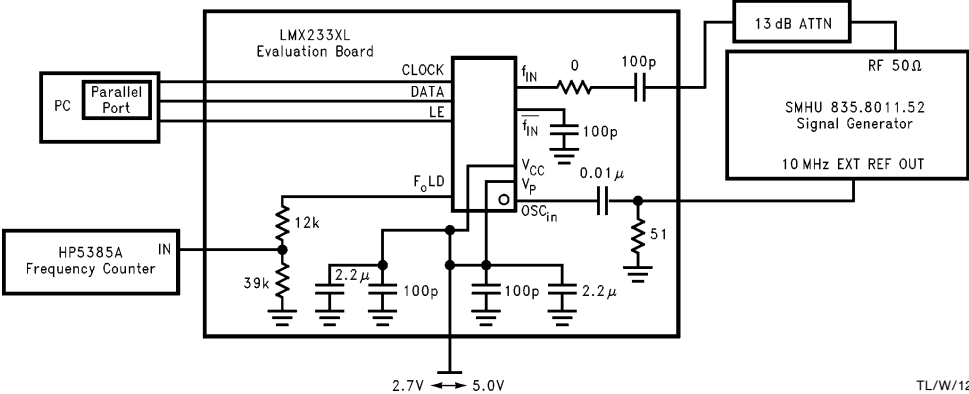 LMX233XL
Evaluation Board
13 dB ATTN
PC
Parallel
Port
CLOCK
DATA
LE
f_IN
0
100p
f̅_I̅N̅
100p
RF 50Ω
SMHU 835.8011.52
Signal Generator
10 MHz EXT REF OUT
V_CC
V_P
OSC_in
0.01μ
51
F_oLD
12k
39k
HP5385A
Frequency Counter
IN
2.2μ
100p
100p
2.2μ
2.7V
5.0V
TL/W/12